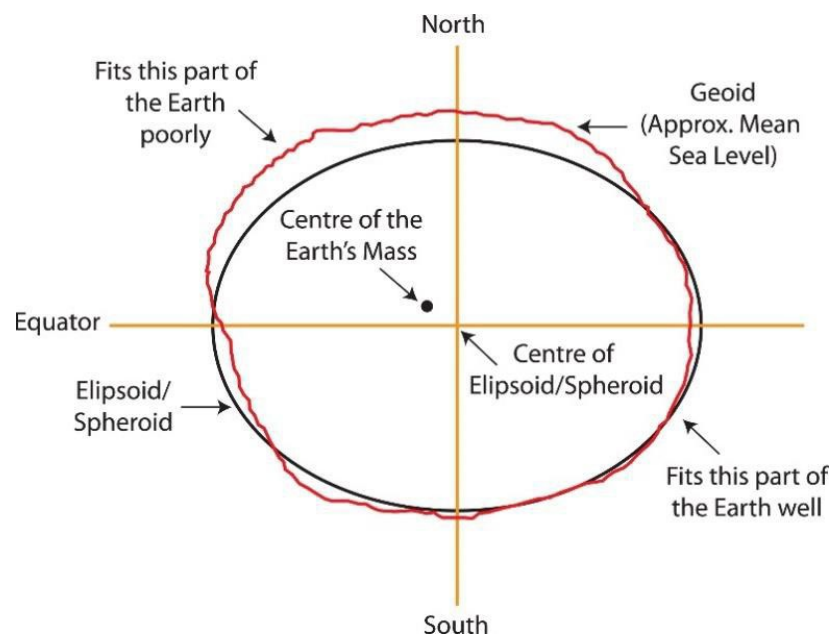 North
Fits this part of
the Earth
poorly
Geoid
(Approx. Mean
Sea Level)
Centre of the
Earth's Mass
Equator
Centre of
Elipsoid/Spheroid
Elipsoid/
Spheroid
Fits this part of
the Earth well
South